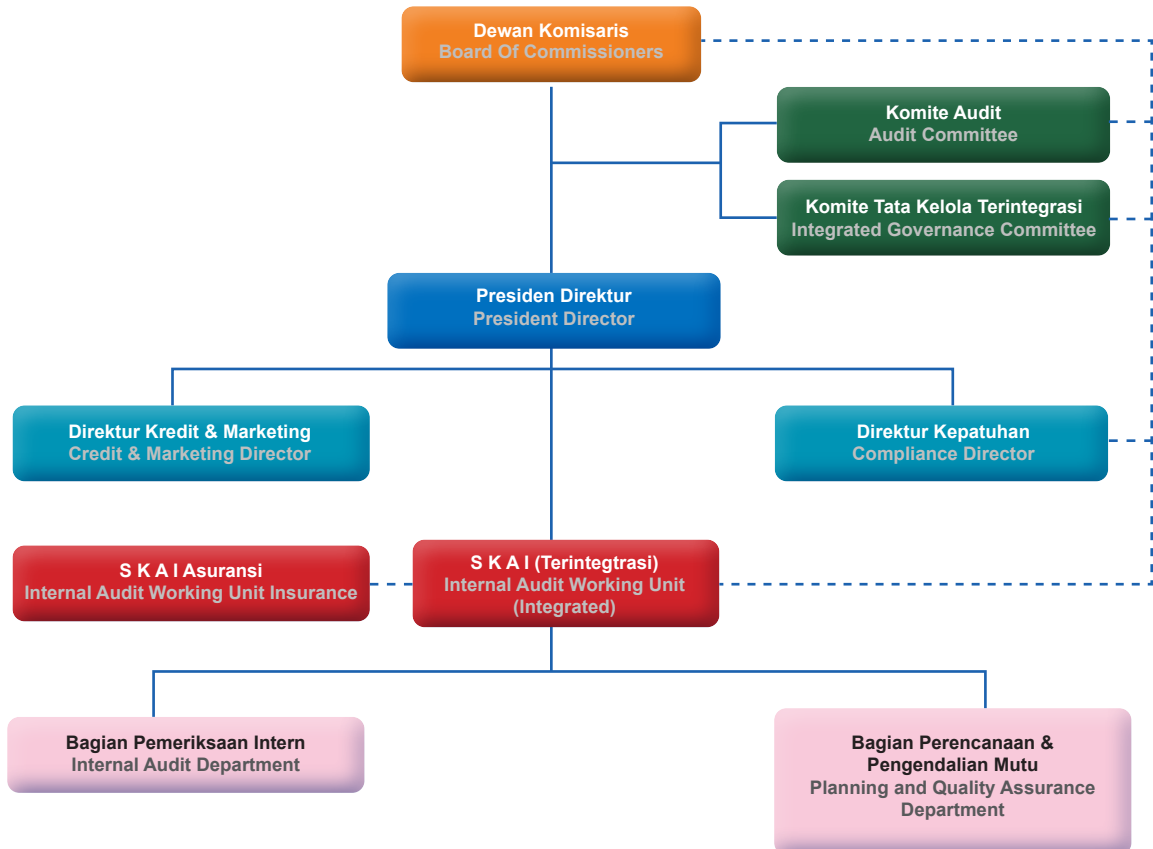 Dewan Komisaris
Board Of Commissioners
Komite Audit
Audit Committee
Komite Tata Kelola Terintegrasi
Integrated Governance Committee
Presiden Direktur
President Director
Direktur Kredit & Marketing
Credit & Marketing Director
Direktur Kepatuhan
Compliance Director
S K A I Asuransi
Internal Audit Working Unit Insurance
S K A I (Terintegtrasi)
Internal Audit Working Unit
(Integrated)
Bagian Pemeriksaan Intern
Internal Audit Department
Bagian Perencanaan &
Pengendalian Mutu
Planning and Quality Assurance
Department